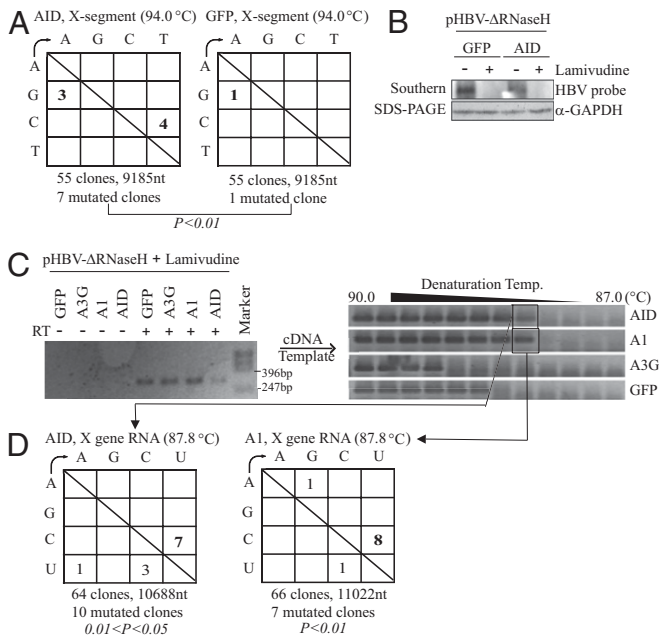 A
AID, X-segment (94.0 °C)
A G C T
A
G 3
C 4
T
55 clones, 9185nt
7 mutated clones
GFP, X-segment (94.0 °C)
A G C T
A
G 1
C
T
55 clones, 9185nt
1 mutated clone
P<0.01
B
pHBV-ΔRNaseH
GFP AID
- + - + Lamivudine
Southern HBV probe
SDS-PAGE α-GAPDH
C
pHBV-ΔRNaseH + Lamivudine
GFP A3G A1 AID GFP A3G A1 AID Marker
RT - - - - + + + +
396bp
247bp
cDNA
Template
Denaturation Temp.
90.0 87.0 (°C)
AID
A1
A3G
GFP
D
AID, X gene RNA (87.8 °C)
A G C U
A
G
C 7
U 1 3
64 clones, 10688nt
10 mutated clones
0.01<P<0.05
A1, X gene RNA (87.8 °C)
A G C U
A 1
G
C 8
U 1
66 clones, 11022nt
7 mutated clones
P<0.01